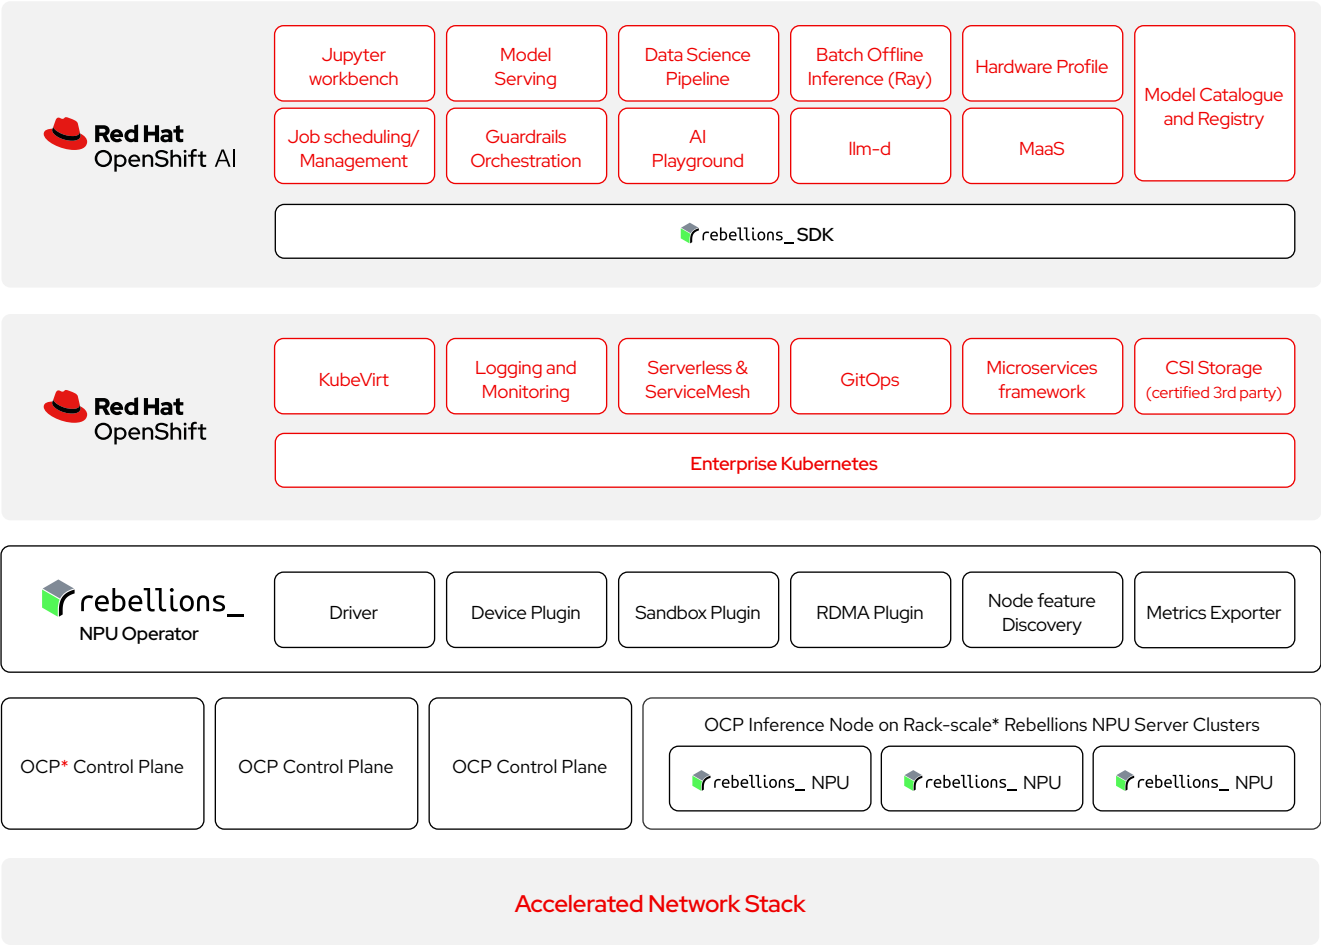 Red Hat
OpenShift AI
Jupyter
workbench
Model
Serving
Data Science
Pipeline
Batch Offline
Inference (Ray)
Hardware Profile
Model Catalogue
and Registry
Job scheduling/
Management
Guardrails
Orchestration
AI
Playground
llm-d
MaaS
rebellions_ SDK
Red Hat
OpenShift
KubeVirt
Logging and
Monitoring
Serverless &
ServiceMesh
GitOps
Microservices
framework
CSI Storage
(certified 3rd party)
Enterprise Kubernetes
rebellions_
NPU Operator
Driver
Device Plugin
Sandbox Plugin
RDMA Plugin
Node feature
Discovery
Metrics Exporter
OCP* Control Plane
OCP Control Plane
OCP Control Plane
OCP Inference Node on Rack-scale* Rebellions NPU Server Clusters
rebellions_ NPU
rebellions_ NPU
rebellions_ NPU
Accelerated Network Stack